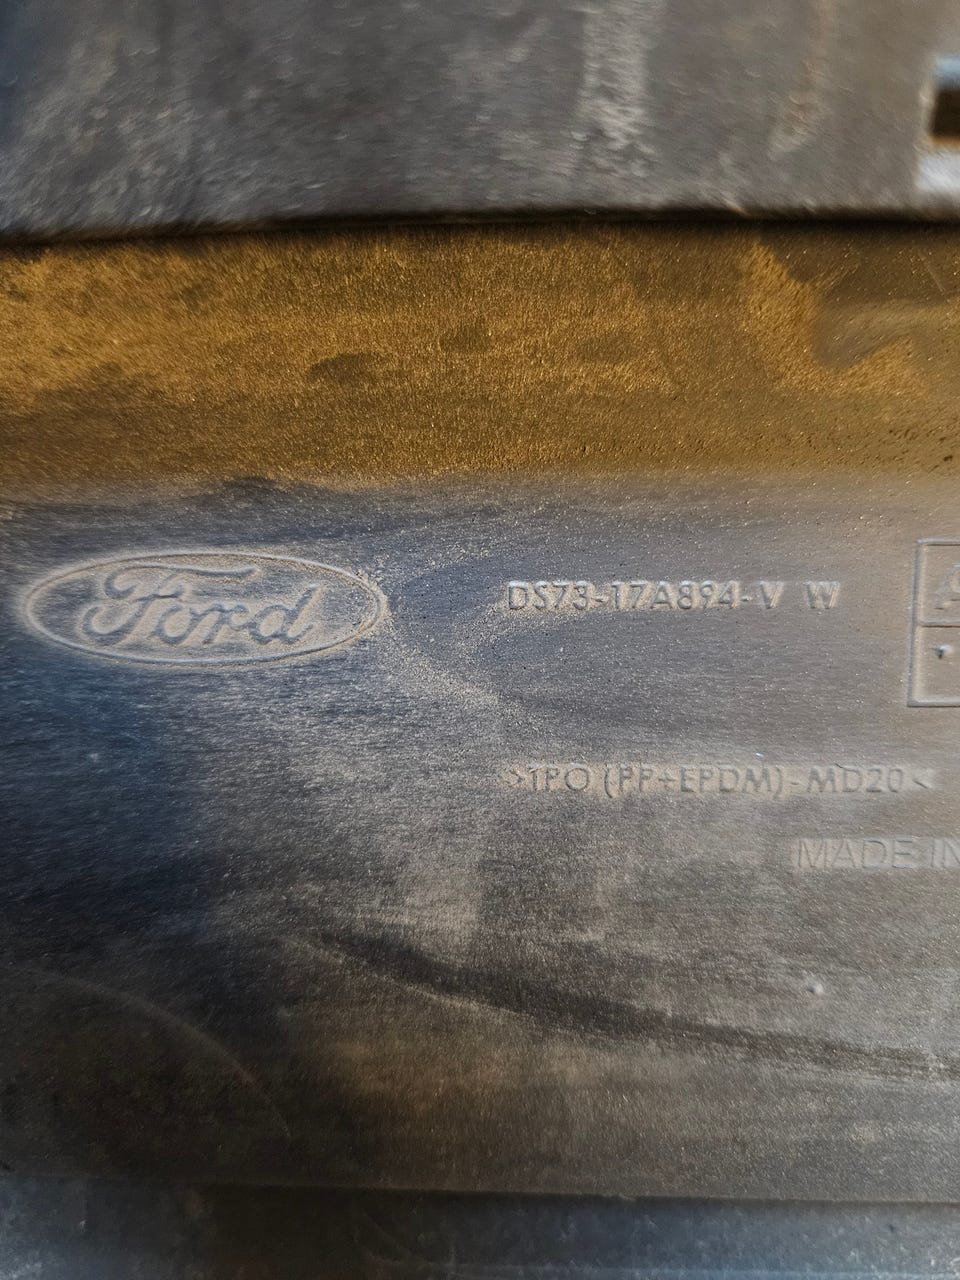 Ford
DS73-17A894-V W
>TPO (PP+EPDM)-MD20<
MADE IN